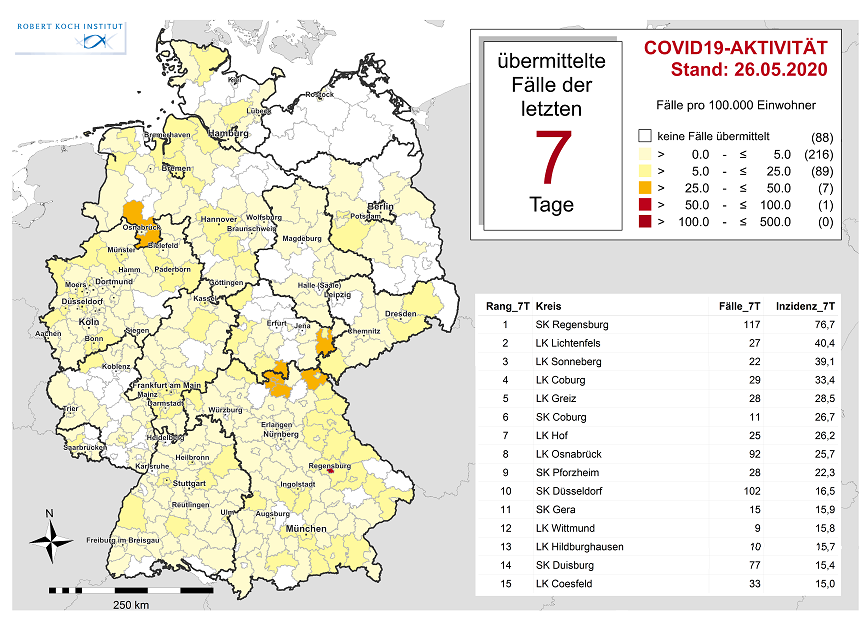 ROBERT KOCH INSTITUT
übermittelte
Fälle der
letzten
7
Tage
COVID19-AKTIVITÄT
Stand: 26.05.2020
Fälle pro 100.000 Einwohner
keine Fälle übermittelt (88)
> 0.0 - ≤ 5.0 (216)
> 5.0 - ≤ 25.0 (89)
> 25.0 - ≤ 50.0 (7)
> 50.0 - ≤ 100.0 (1)
> 100.0 - ≤ 500.0 (0)
Kiel
Rostock
Lübeck
Hamburg
Bremerhaven
Bremen
Berlin
Potsdam
Hannover
Wolfsburg
Braunschweig
Osnabrück
Bielefeld
Magdeburg
Münster
Hamm
Paderborn
Moers
Dortmund
Göttingen
Halle (Saale)
Leipzig
Düsseldorf
Kassel
Dresden
Köln
Erfurt
Jena
Chemnitz
Aachen
Siegen
Bonn
Koblenz
Frankfurt am Main
Mainz
Darmstadt
Trier
Würzburg
Erlangen
Nürnberg
Heidelberg
Saarbrücken
Heilbronn
Karlsruhe
Regensburg
Stuttgart
Ingolstadt
Reutlingen
Ulm
Augsburg
München
Freiburg im Breisgau
N
250 km
Rang_7T Kreis Fälle_7T Inzidenz_7T
1 SK Regensburg 117 76,7
2 LK Lichtenfels 27 40,4
3 LK Sonneberg 22 39,1
4 LK Coburg 29 33,4
5 LK Greiz 28 28,5
6 SK Coburg 11 26,7
7 LK Hof 25 26,2
8 LK Osnabrück 92 25,7
9 SK Pforzheim 28 22,3
10 SK Düsseldorf 102 16,5
11 SK Gera 15 15,9
12 LK Wittmund 9 15,8
13 LK Hildburghausen 10 15,7
14 SK Duisburg 77 15,4
15 LK Coesfeld 33 15,0